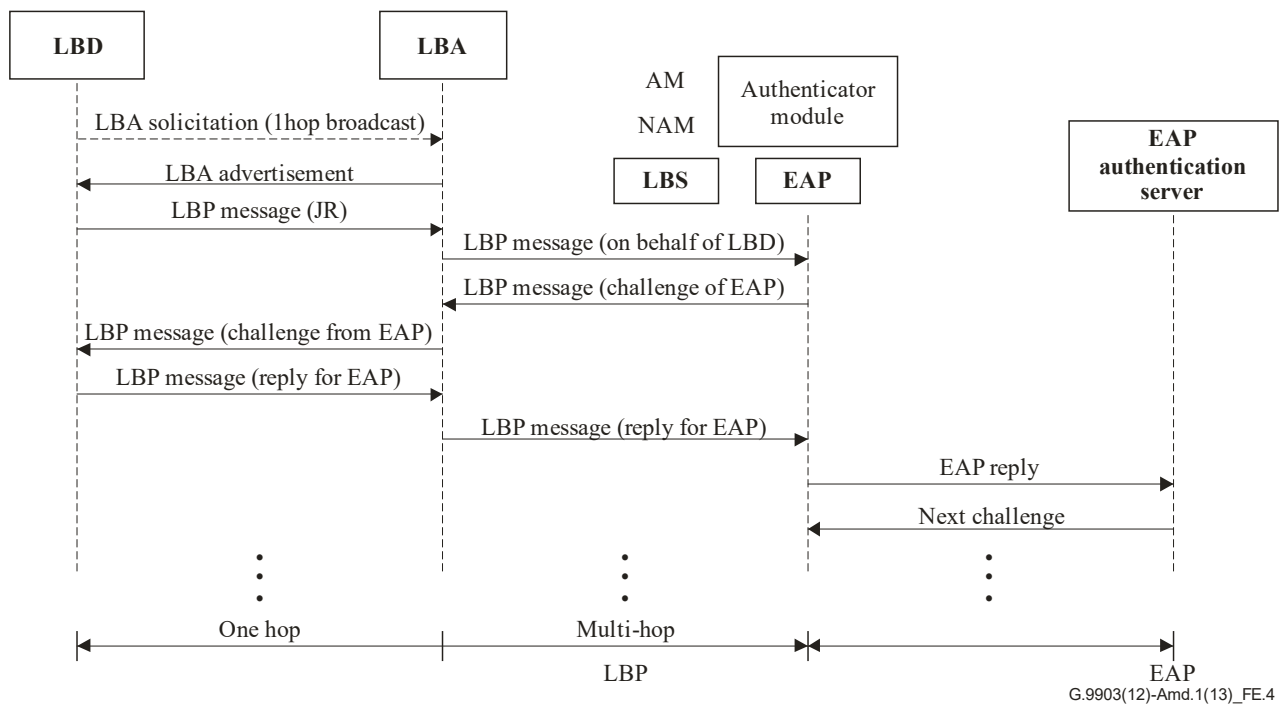 LBD
LBA
AM
Authenticator
module
NAM
LBS
EAP
EAP
authentication
server
LBA solicitation (1hop broadcast)
LBA advertisement
LBP message (JR)
LBP message (on behalf of LBD)
LBP message (challenge of EAP)
LBP message (challenge from EAP)
LBP message (reply for EAP)
LBP message (reply for EAP)
EAP reply
Next challenge
One hop
Multi-hop
LBP
EAP
G.9903(12)-Amd.1(13)_FE.4